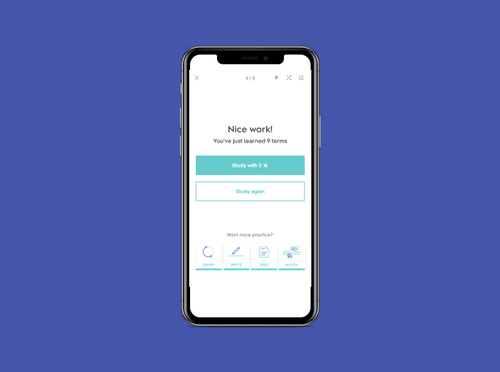 9 / 9
Nice work!
You've just learned 9 terms
Study with 2 ★
Study again
Want more practice?
LEARN
WRITE
TEST
MATCH